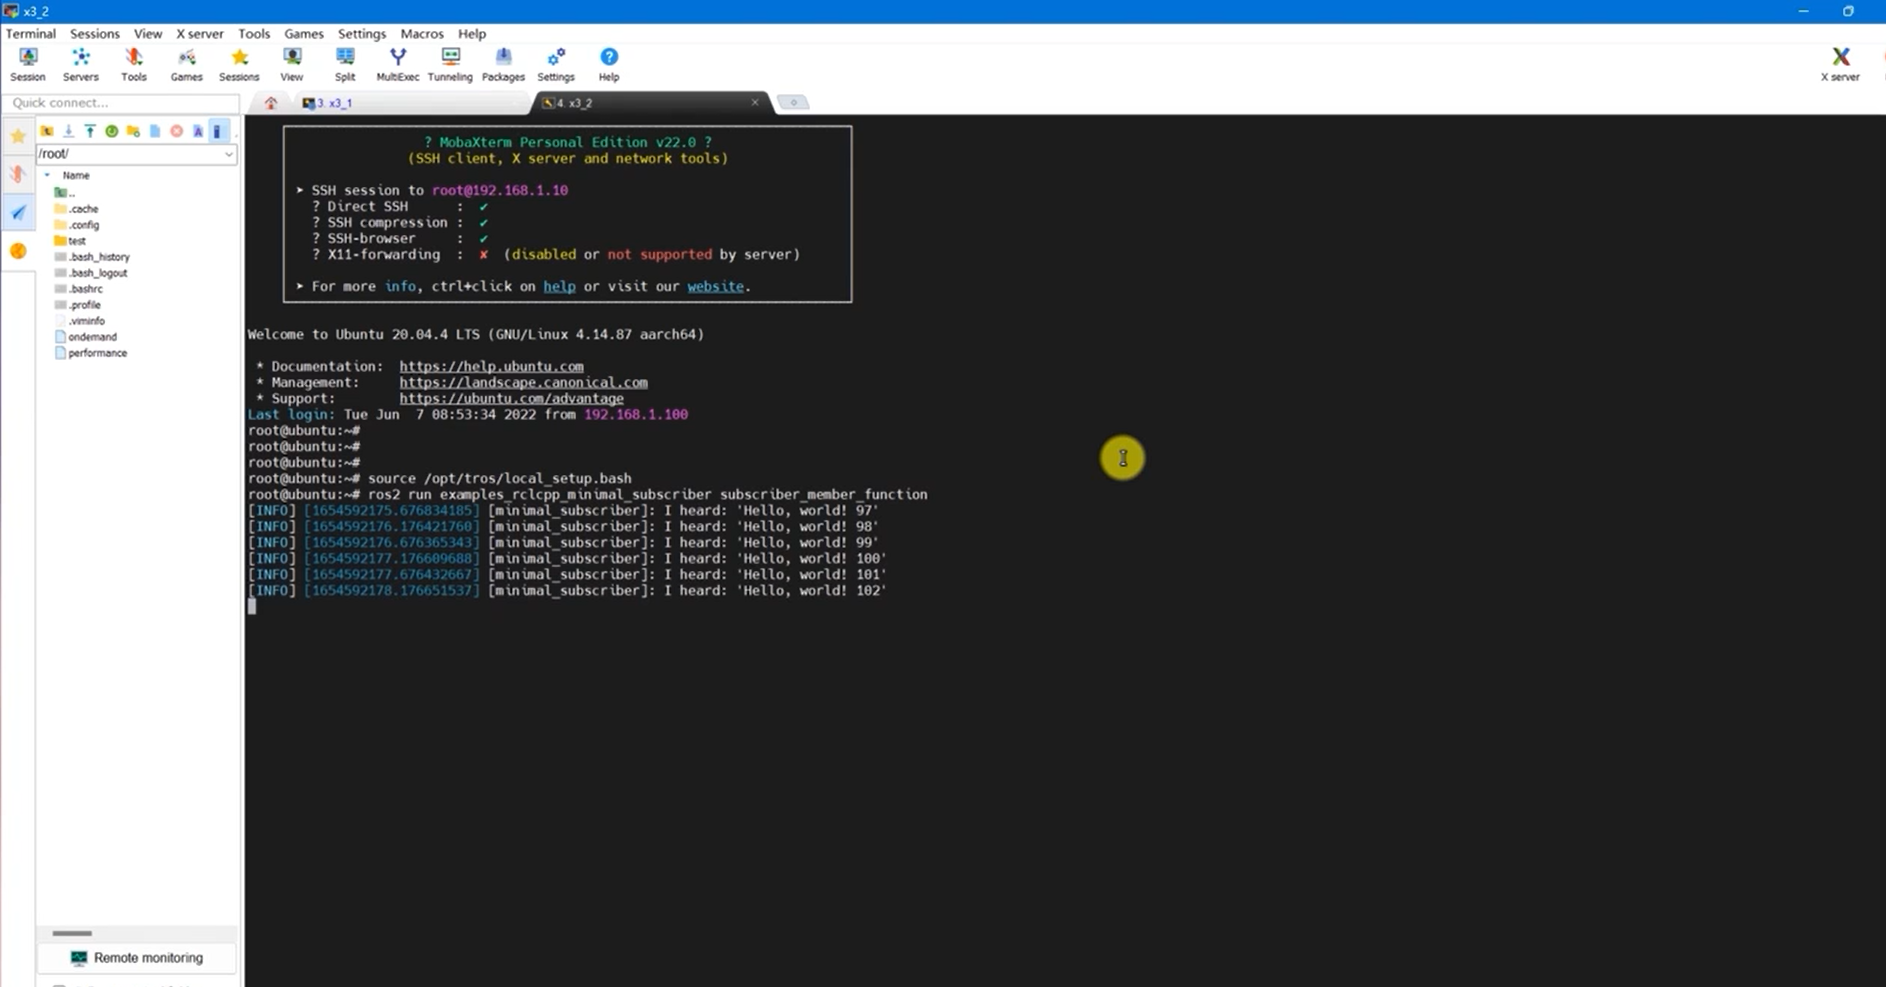 x3_2
Terminal Sessions View X server Tools Games Settings Macros Help
Session Servers Tools Games Sessions View Split MultiExec Tunneling Packages Settings Help X server
Quick connect...
3. x3_1
4. x3_2
/root/
Name
..
.cache
.config
test
.bash_history
.bash_logout
.bashrc
.profile
.viminfo
ondemand
performance
Remote monitoring
? MobaXterm Personal Edition v22.0 ?
(SSH client, X server and network tools)
➤ SSH session to root@192.168.1.10
? Direct SSH : ✔
? SSH compression : ✔
? SSH-browser : ✔
? X11-forwarding : ✘ (disabled or not supported by server)
➤ For more info, ctrl+click on help or visit our website.
Welcome to Ubuntu 20.04.4 LTS (GNU/Linux 4.14.87 aarch64)
* Documentation: https://help.ubuntu.com
* Management: https://landscape.canonical.com
* Support: https://ubuntu.com/advantage
Last login: Tue Jun 7 08:53:34 2022 from 192.168.1.100
root@ubuntu:~#
root@ubuntu:~#
root@ubuntu:~#
root@ubuntu:~# source /opt/tros/local_setup.bash
root@ubuntu:~# ros2 run examples_rclcpp_minimal_subscriber subscriber_member_function
[INFO] [1654592175.676834185] [minimal_subscriber]: I heard: 'Hello, world! 97'
[INFO] [1654592176.176421760] [minimal_subscriber]: I heard: 'Hello, world! 98'
[INFO] [1654592176.676365343] [minimal_subscriber]: I heard: 'Hello, world! 99'
[INFO] [1654592177.176609688] [minimal_subscriber]: I heard: 'Hello, world! 100'
[INFO] [1654592177.676432667] [minimal_subscriber]: I heard: 'Hello, world! 101'
[INFO] [1654592178.176651537] [minimal_subscriber]: I heard: 'Hello, world! 102'